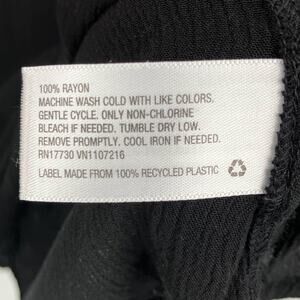 100% RAYON
MACHINE WASH COLD WITH LIKE COLORS.
GENTLE CYCLE. ONLY NON-CHLORINE
BLEACH IF NEEDED. TUMBLE DRY LOW.
REMOVE PROMPTLY. COOL IRON IF NEEDED.
RN17730 VN1107216
LABEL MADE FROM 100% RECYCLED PLASTIC